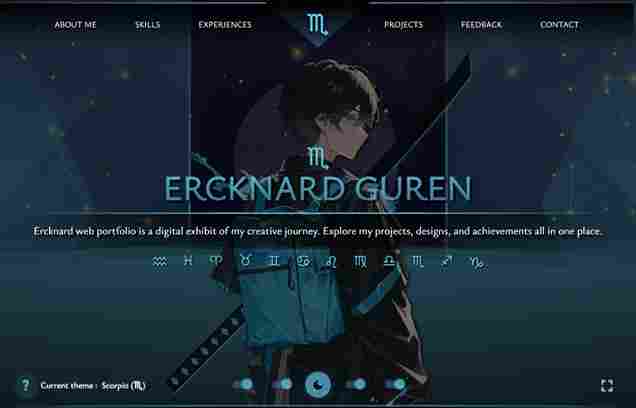 ABOUT ME SKILLS EXPERIENCES ♏ PROJECTS FEEDBACK CONTACT
♏
ERCKNARD GUREN
Ercknard web portfolio is a digital exhibit of my creative journey. Explore my projects, designs, and achievements all in one place.
♒ ♓ ♈ ♉ ♊ ♋ ♌ ♍ ♎ ♏ ♐ ♑
? Current theme : Scorpio (♏)